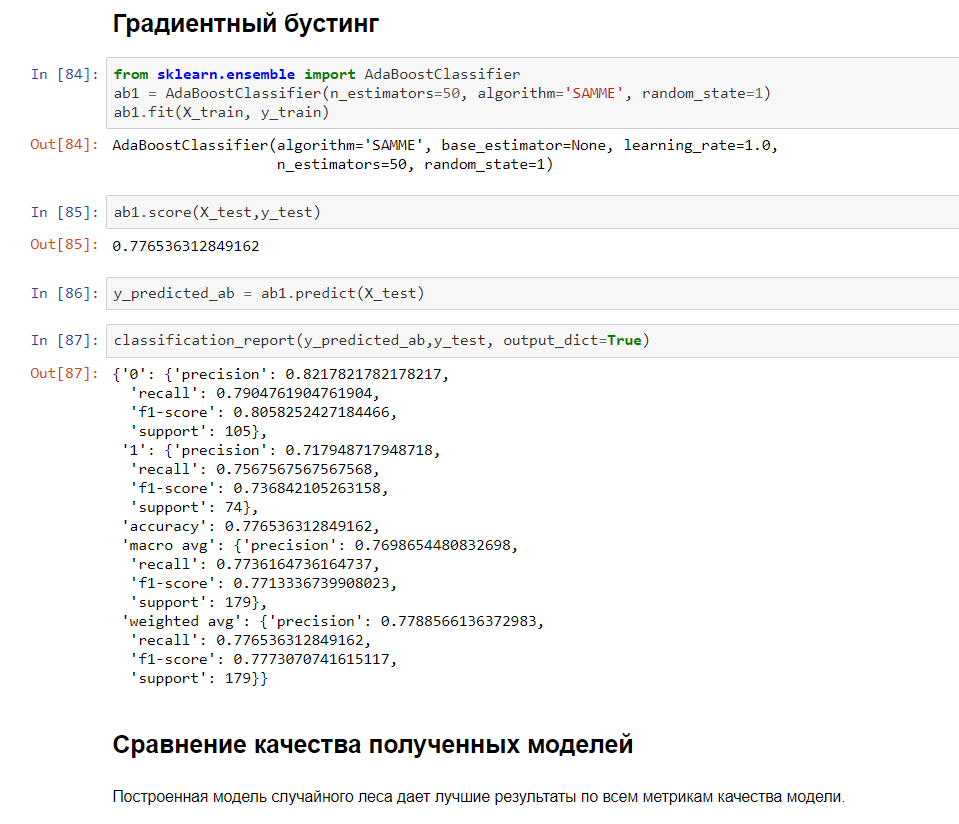 Градиентный бустинг
In [84]: from sklearn.ensemble import AdaBoostClassifier
ab1 = AdaBoostClassifier(n_estimators=50, algorithm='SAMME', random_state=1)
ab1.fit(X_train, y_train)
Out[84]: AdaBoostClassifier(algorithm='SAMME', base_estimator=None, learning_rate=1.0,
n_estimators=50, random_state=1)
In [85]: ab1.score(X_test,y_test)
Out[85]: 0.776536312849162
In [86]: y_predicted_ab = ab1.predict(X_test)
In [87]: classification_report(y_predicted_ab,y_test, output_dict=True)
Out[87]: {'0': {'precision': 0.8217821782178217,
'recall': 0.7904761904761904,
'f1-score': 0.8058252427184466,
'support': 105},
'1': {'precision': 0.717948717948718,
'recall': 0.7567567567567568,
'f1-score': 0.736842105263158,
'support': 74},
'accuracy': 0.776536312849162,
'macro avg': {'precision': 0.7698654480832698,
'recall': 0.7736164736164737,
'f1-score': 0.7713336739908023,
'support': 179},
'weighted avg': {'precision': 0.7788566136372983,
'recall': 0.776536312849162,
'f1-score': 0.7773070741615117,
'support': 179}}
Сравнение качества полученных моделей
Построенная модель случайного леса дает лучшие результаты по всем метрикам качества модели.